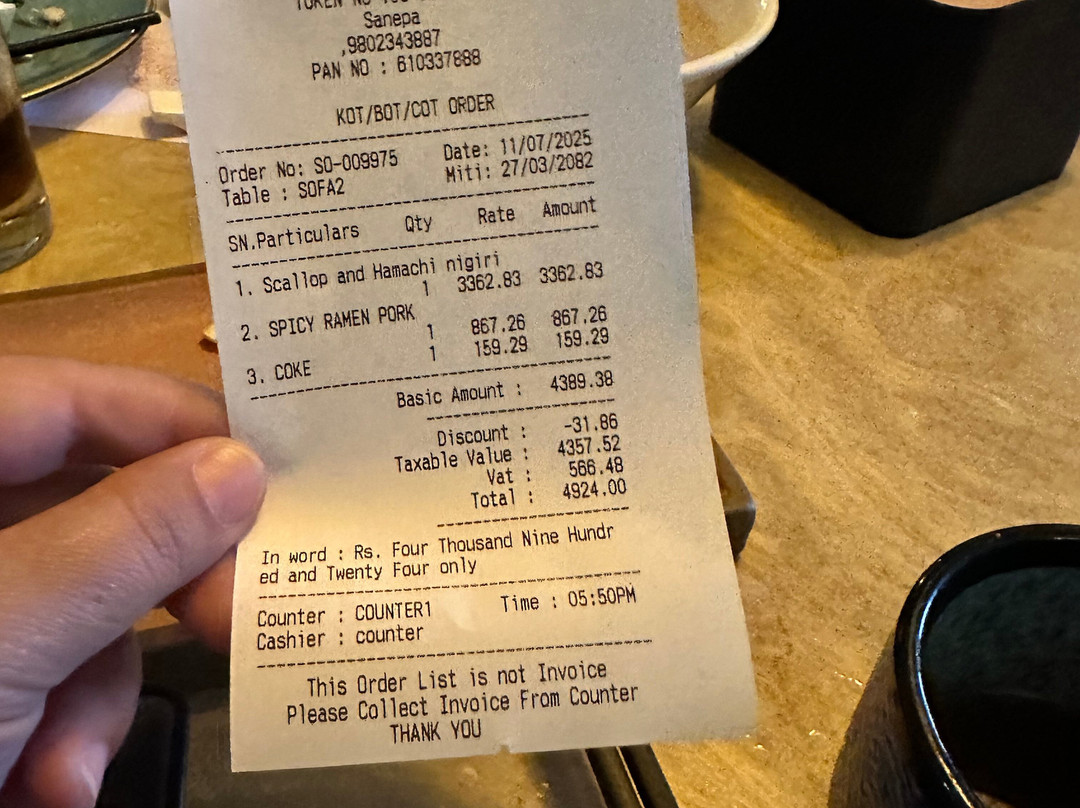 TOKEN NO
Sanepa
,9802343887
PAN NO : 610337888
KOT/BOT/COT ORDER
Order No: SO-009975 Date: 11/07/2025
Table : SOFA2 Miti: 27/03/2082
SN.Particulars Qty Rate Amount
1. Scallop and Hamachi nigiri
1 3362.83 3362.83
2. SPICY RAMEN PORK
1 867.26 867.26
3. COKE 1 159.29 159.29
Basic Amount : 4389.38
Discount : -31.86
Taxable Value : 4357.52
Vat : 566.48
Total : 4924.00
In word : Rs. Four Thousand Nine Hundr
ed and Twenty Four only
Counter : COUNTER1 Time : 05:50PM
Cashier : counter
This Order List is not Invoice
Please Collect Invoice From Counter
THANK YOU